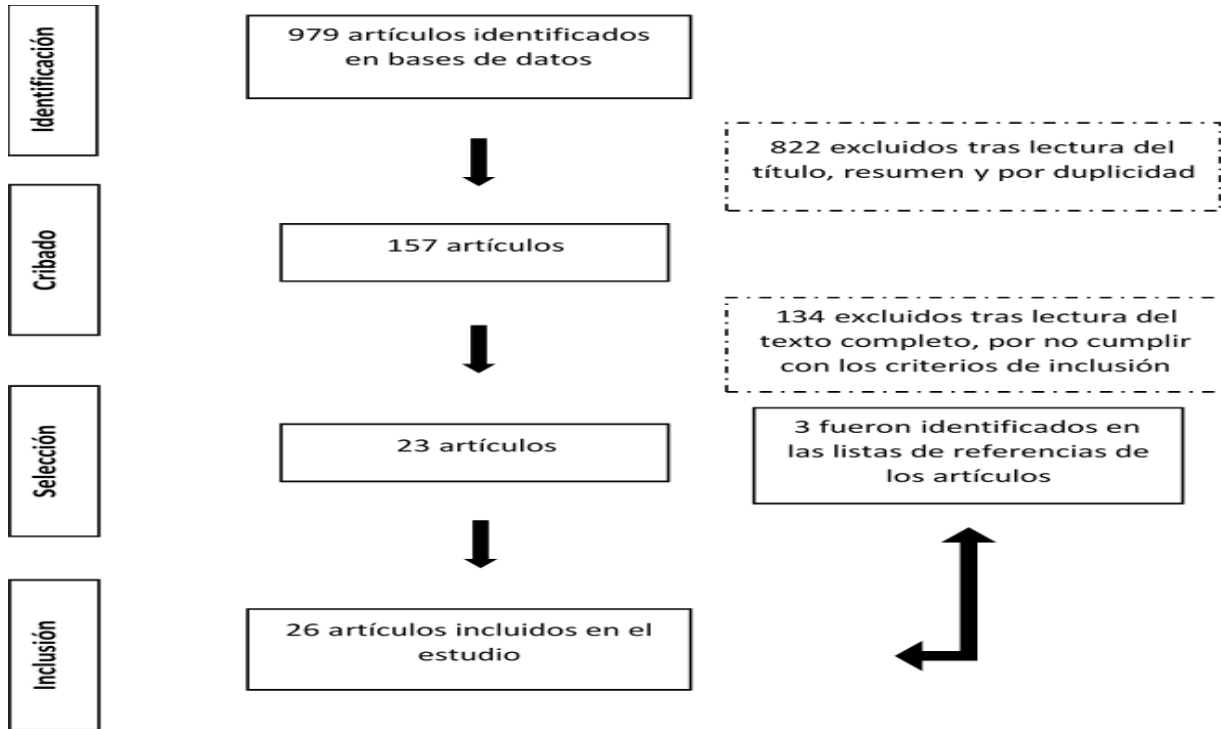 Identificación
979 artículos identificados
en bases de datos
822 excluidos tras lectura del
título, resumen y por duplicidad
Cribado
157 artículos
134 excluidos tras lectura del
texto completo, por no cumplir
con los criterios de inclusión
Selección
23 artículos
3 fueron identificados en
las listas de referencias de
los artículos
Inclusión
26 artículos incluidos en el
estudio